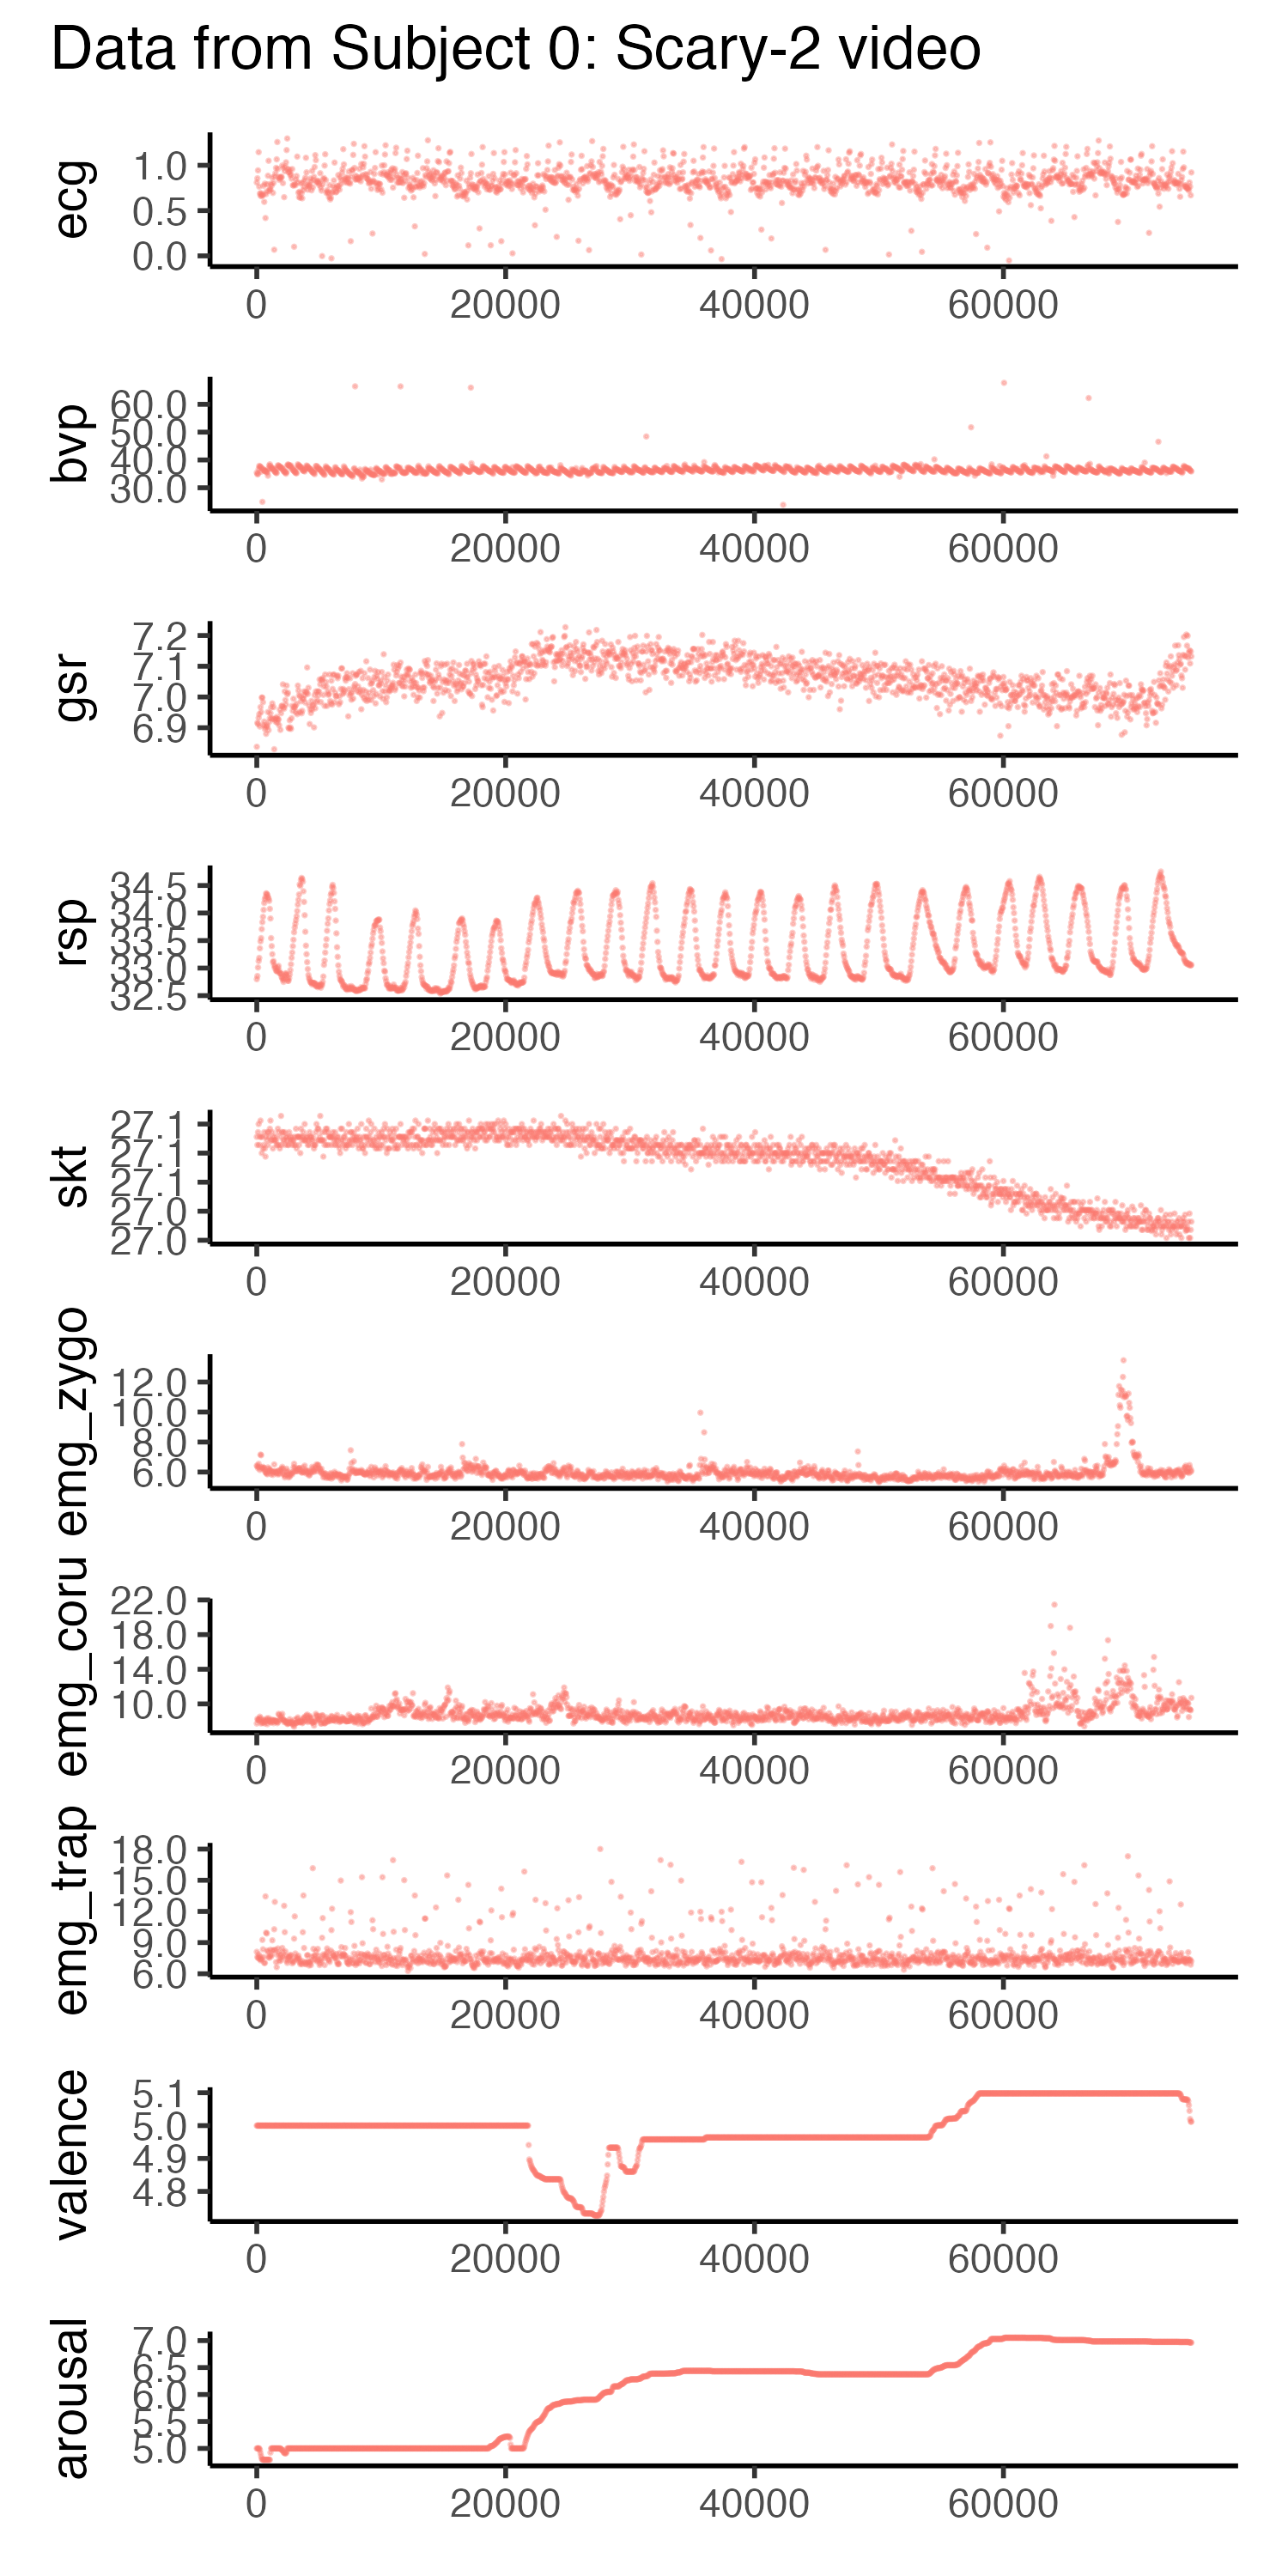 Data from Subject 0: Scary-2 video
ecg
1.0
0.5
0.0
0 20000 40000 60000
bvp
60.0
50.0
40.0
30.0
0 20000 40000 60000
gsr
7.2
7.1
7.0
6.9
0 20000 40000 60000
rsp
34.5
34.0
33.5
33.0
32.5
0 20000 40000 60000
skt
27.1
27.1
27.1
27.0
27.0
0 20000 40000 60000
emg_zygo
12.0
10.0
8.0
6.0
0 20000 40000 60000
emg_coru
22.0
18.0
14.0
10.0
0 20000 40000 60000
emg_trap
18.0
15.0
12.0
9.0
6.0
0 20000 40000 60000
valence
5.1
5.0
4.9
4.8
0 20000 40000 60000
arousal
7.0
6.5
6.0
5.5
5.0
0 20000 40000 60000